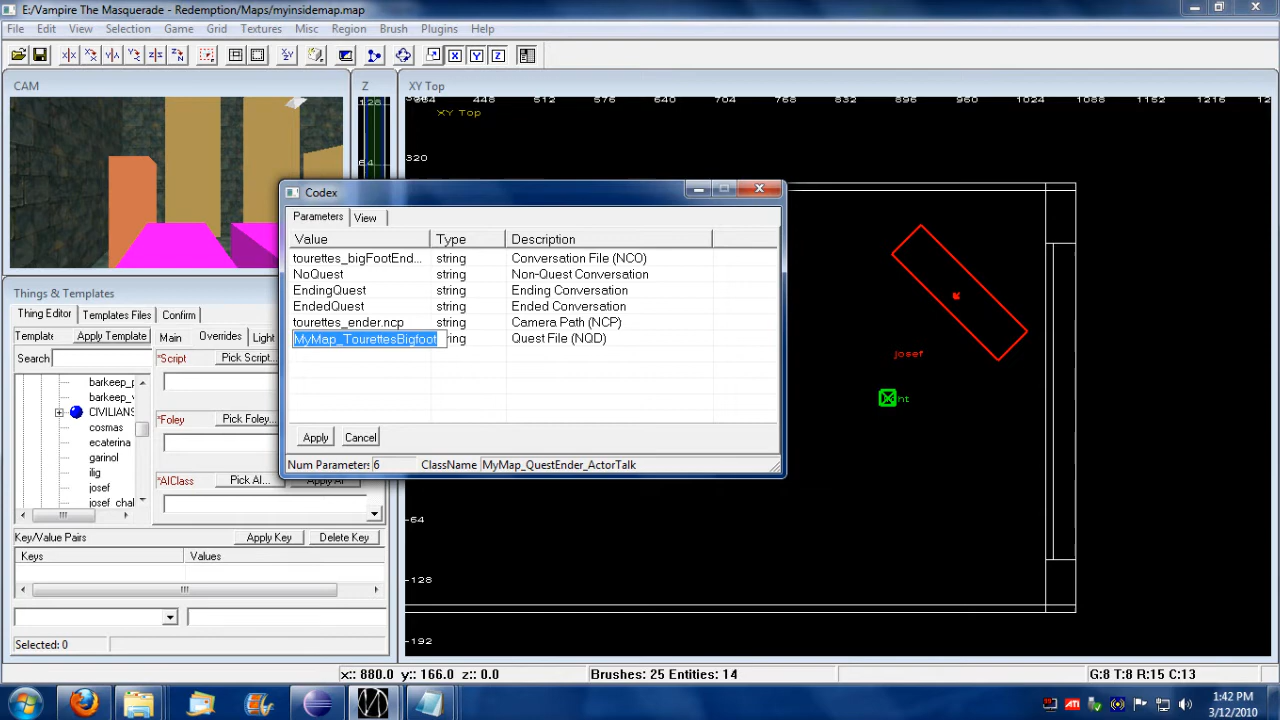 E:/Vampire The Masquerade - Redemption/Maps/myinsidemap.map
File Edit View Selection Game Grid Textures Misc Region Brush Plugins Help
CAM
Z
XY Top
128
64
448 512 576 640 704 768 832 896 960 1024 1088 1152 1216
XY Top
320
Codex
Parameters View
Value Type Description
tourettes_bigFootEnd... string Conversation File (NCO)
NoQuest string Non-Quest Conversation
EndingQuest string Ending Conversation
EndedQuest string Ended Conversation
tourettes_ender.ncp string Camera Path (NCP)
MyMap_TourettesBigfoot ring Quest File (NQD)
Apply Cancel
Num Parameters 6 ClassName MyMap_QuestEnder_ActorTalk
josef
Things & Templates
Thing Editor Templates Files Confirm
Template Apply Template Main Overrides Light
Search
*Script Pick Script...
barkeep_p
barkeep_v
CIVILIANS
cosmas
ecaterina
garinol
ilig
josef
josef_chal
*Foley Pick Foley...
*AIClass Pick AI... Apply AI
Key/Value Pairs Apply Key Delete Key
Keys Values
Selected: 0
-64
-128
-192
x:: 880.0 y:: 166.0 z:: 0.0 Brushes: 25 Entities: 14 G:8 T:8 R:15 C:13
ATI
1:42 PM
3/12/2010